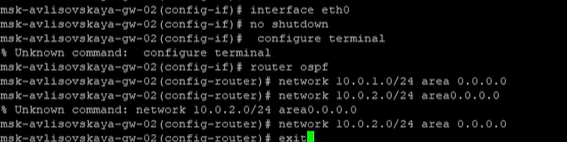 msk-avlisovskaya-gw-02(config-if)# interface eth0
msk-avlisovskaya-gw-02(config-if)# no shutdown
msk-avlisovskaya-gw-02(config-if)#  configure terminal
% Unknown command:  configure terminal
msk-avlisovskaya-gw-02(config-if)# router ospf
msk-avlisovskaya-gw-02(config-router)# network 10.0.1.0/24 area 0.0.0.0
msk-avlisovskaya-gw-02(config-router)# network 10.0.2.0/24 area0.0.0.0
% Unknown command: network 10.0.2.0/24 area0.0.0.0
msk-avlisovskaya-gw-02(config-router)# network 10.0.2.0/24 area 0.0.0.0
msk-avlisovskaya-gw-02(config-router)# exit